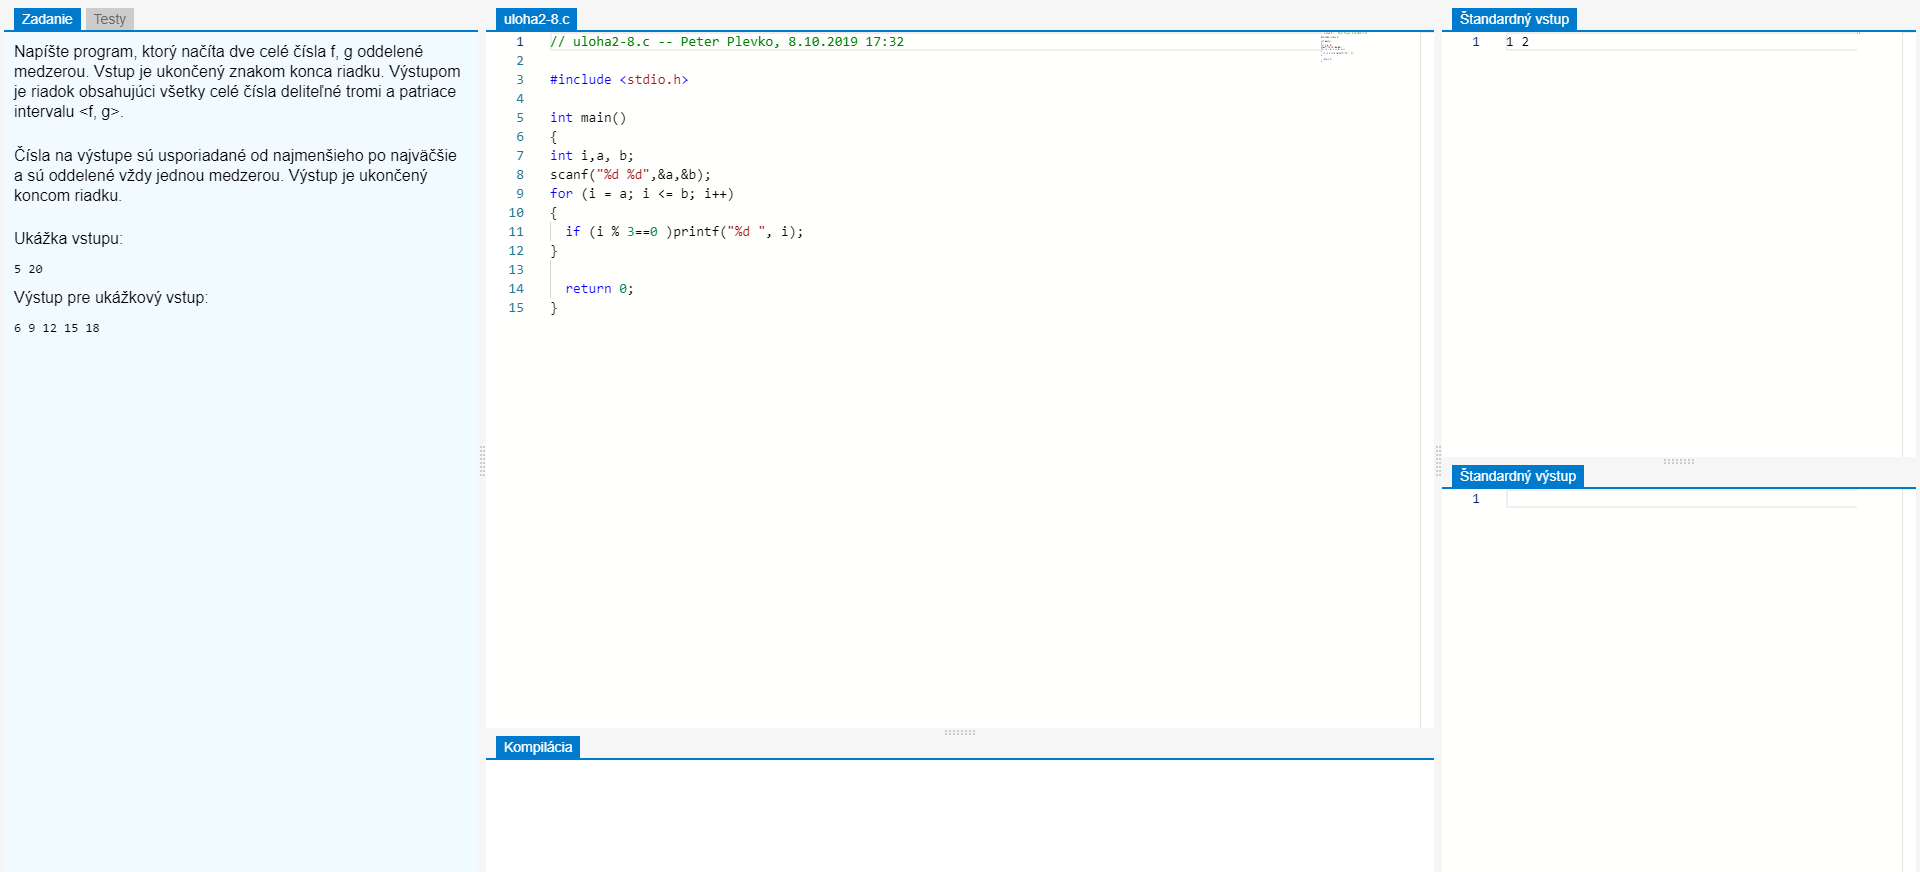 Zadanie Testy
Napíšte program, ktorý načíta dve celé čísla f, g oddelené
medzerou. Vstup je ukončený znakom konca riadku. Výstupom
je riadok obsahujúci všetky celé čísla deliteľné tromi a patriace
intervalu <f, g>.
Čísla na výstupe sú usporiadané od najmenšieho po najväčšie
a sú oddelené vždy jednou medzerou. Výstup je ukončený
koncom riadku.
Ukážka vstupu:
5 20
Výstup pre ukážkový vstup:
6 9 12 15 18
uloha2-8.c
1 // uloha2-8.c -- Peter Plevko, 8.10.2019 17:32
2
3 #include <stdio.h>
4
5 int main()
6 {
7 int i,a, b;
8 scanf("%d %d",&a,&b);
9 for (i = a; i <= b; i++)
10 {
11 if (i % 3==0 )printf("%d ", i);
12 }
13
14 return 0;
15 }
Kompilácia
Štandardný vstup
1 1 2
Štandardný výstup
1